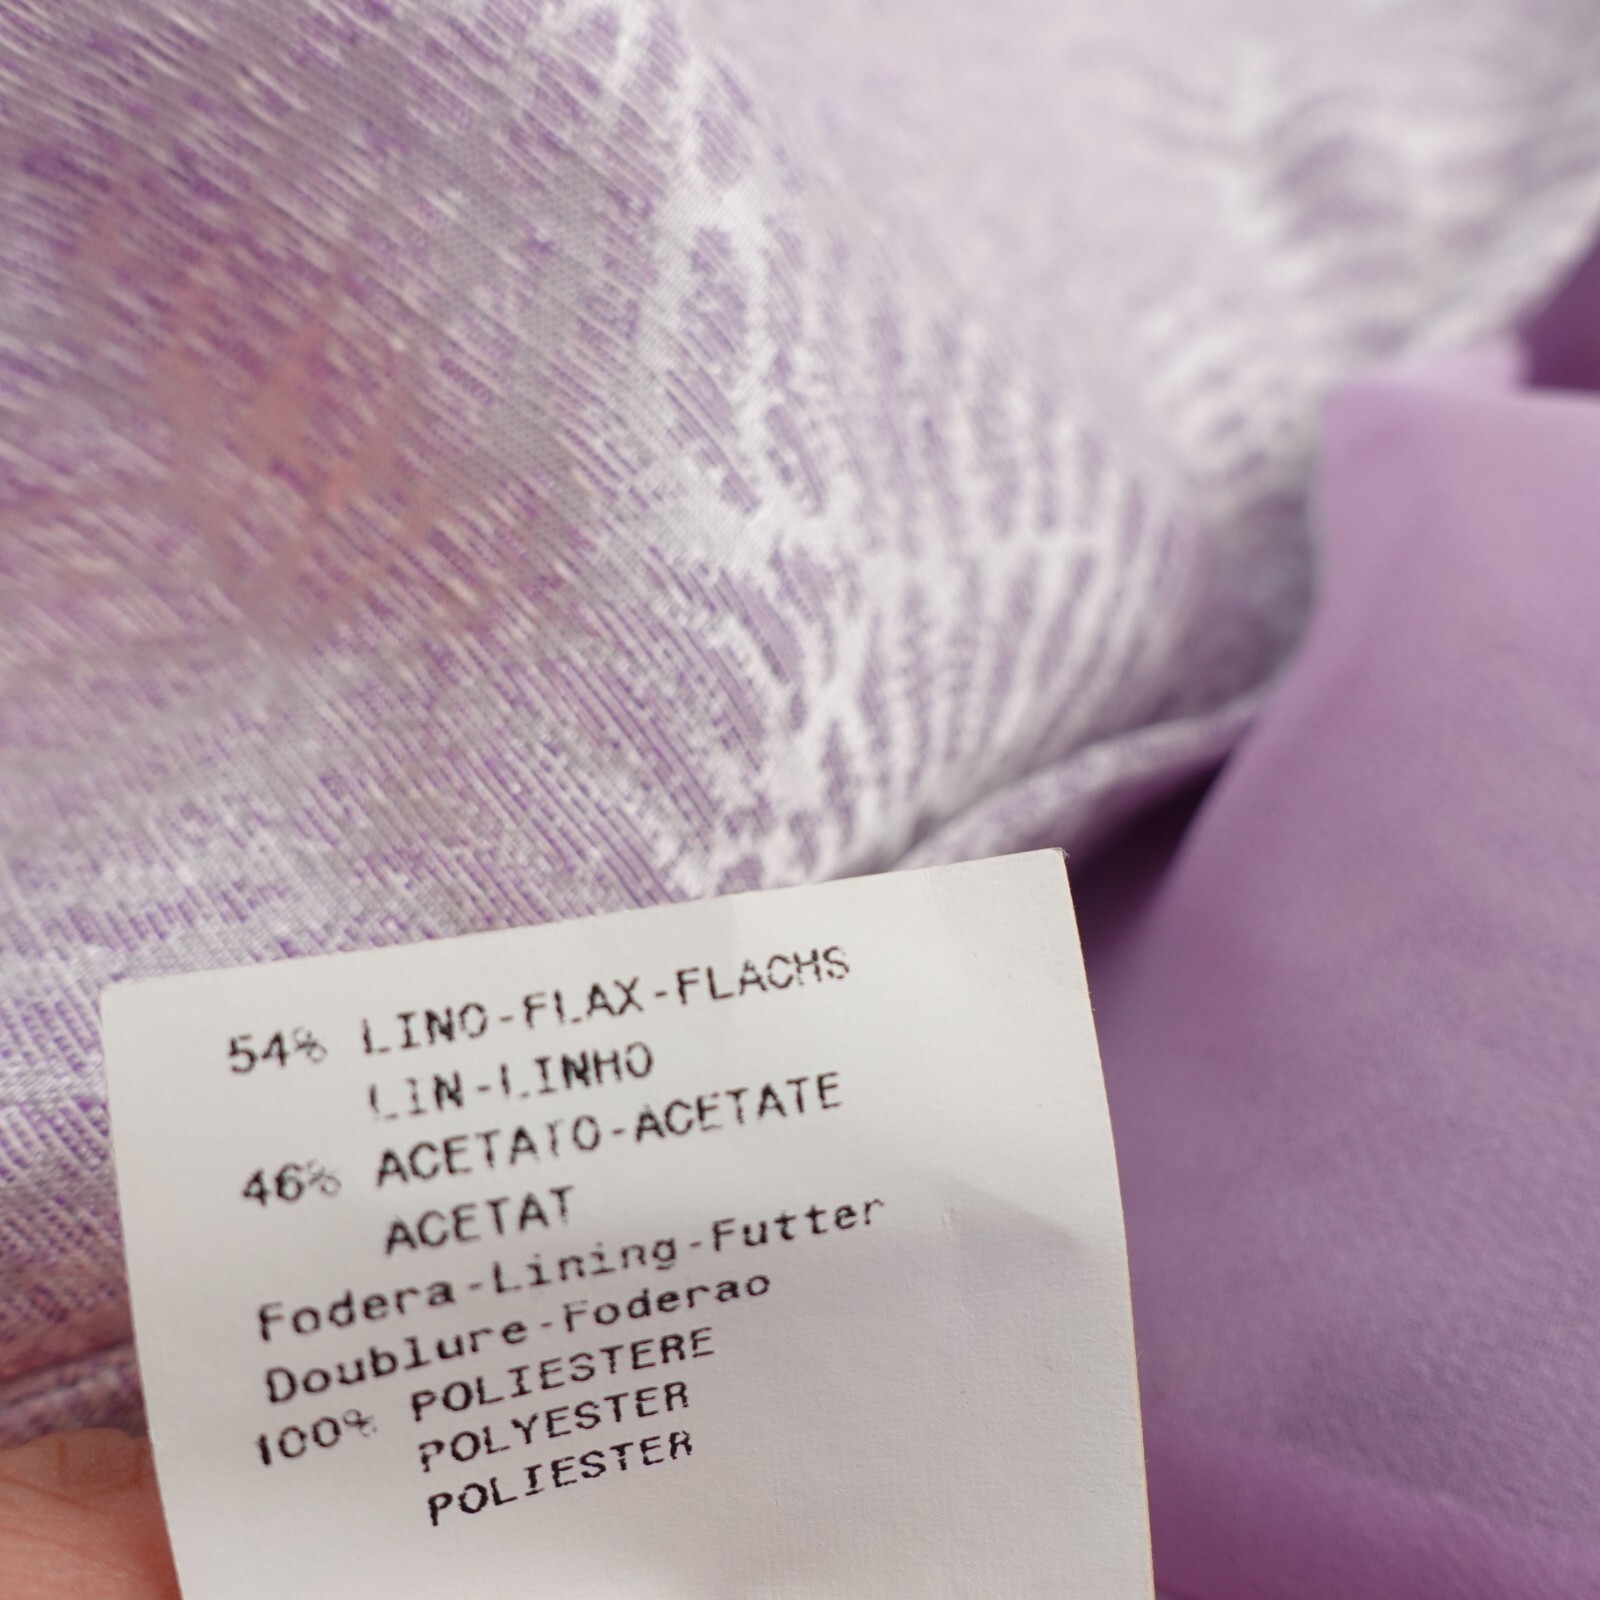 54% LINO-FLAX-FLACHS
LIN-LINHO
46% ACETATO-ACETATE
ACETAT
Fodera-Lining-Futter
Doublure-Foderao
100% POLIESTERE
POLYESTER
POLIESTER